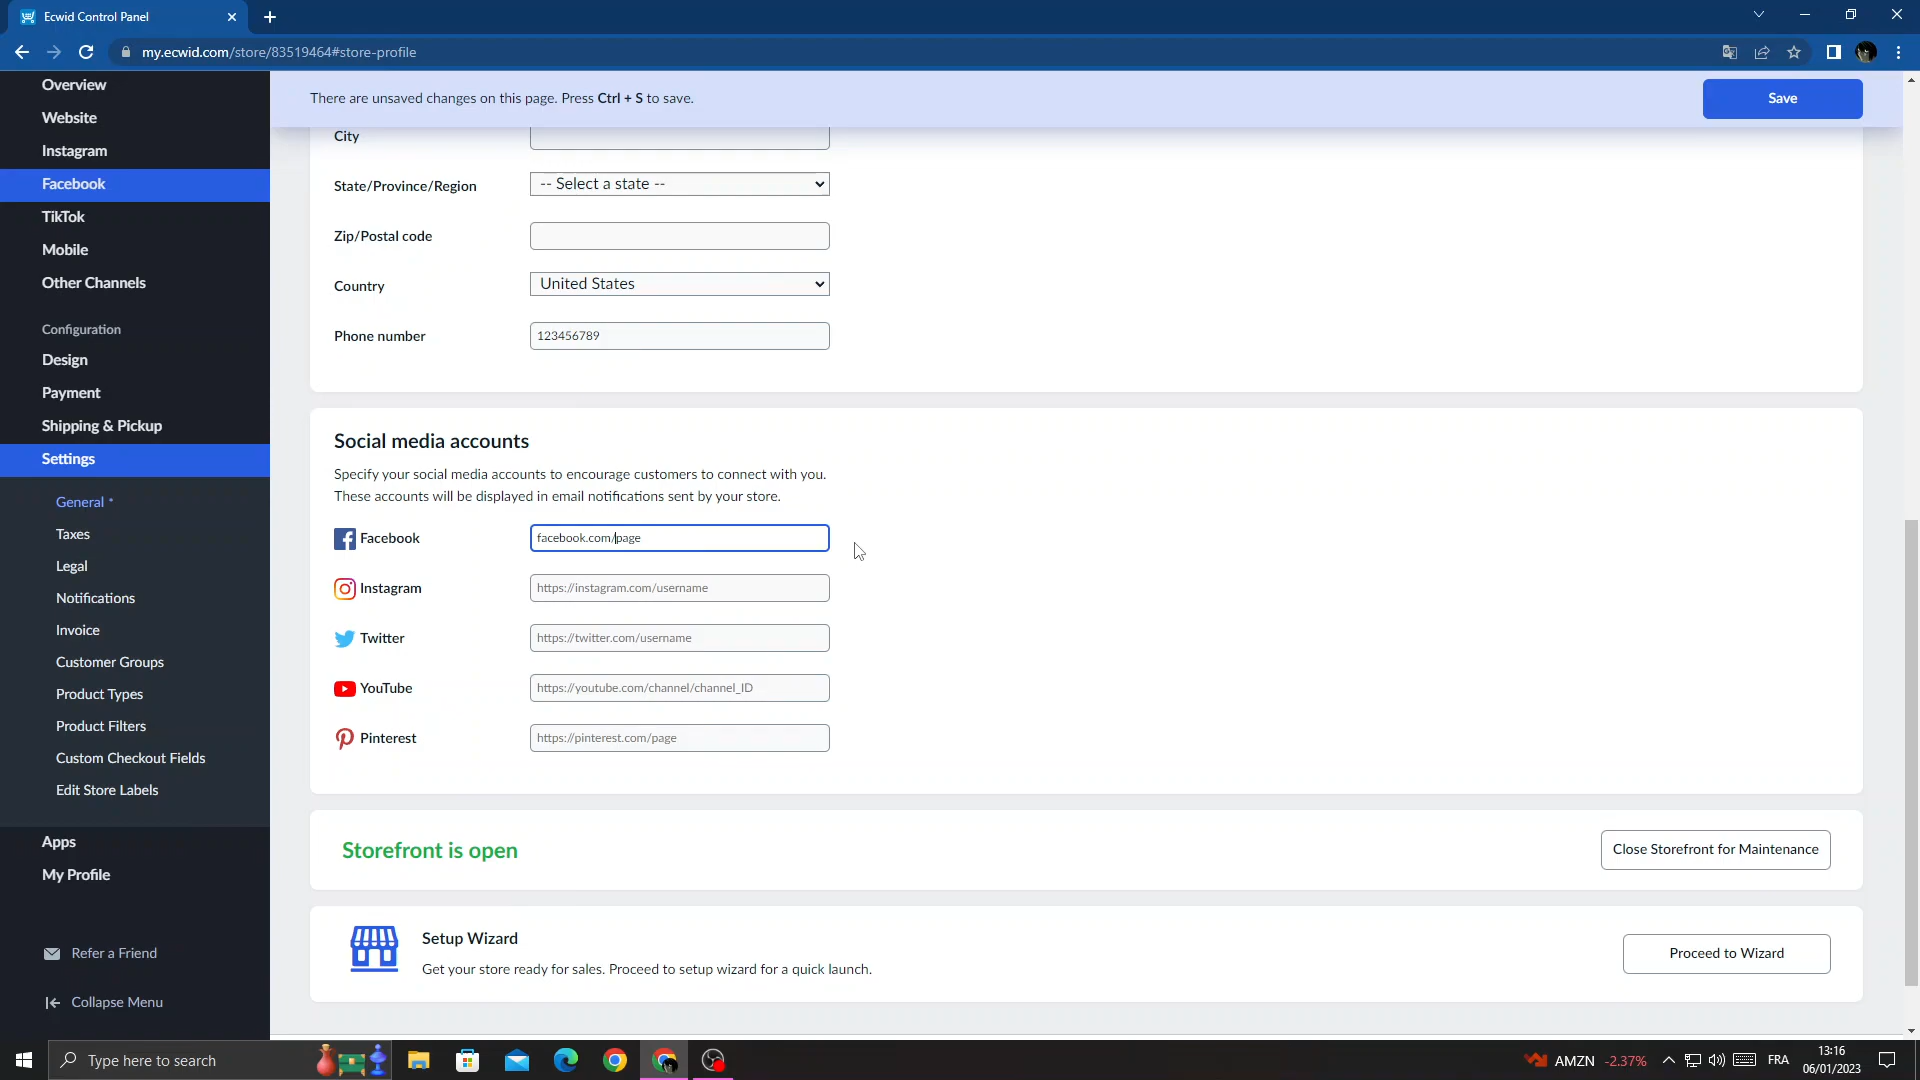 Ecwid Control Panel
my.ecwid.com/store/83519464#store-profile
Overview
Website
Instagram
Facebook
TikTok
Mobile
Other Channels
Configuration
Design
Payment
Shipping & Pickup
Settings
General *
Taxes
Legal
Notifications
Invoice
Customer Groups
Product Types
Product Filters
Custom Checkout Fields
Edit Store Labels
Apps
My Profile
Refer a Friend
Collapse Menu
There are unsaved changes on this page. Press Ctrl + S to save.
Save
City
State/Province/Region
-- Select a state --
Zip/Postal code
Country
United States
Phone number
123456789
Social media accounts
Specify your social media accounts to encourage customers to connect with you.
These accounts will be displayed in email notifications sent by your store.
Facebook
facebook.com/page
Instagram
https://instagram.com/username
Twitter
https://twitter.com/username
YouTube
https://youtube.com/channel/channel_ID
Pinterest
https://pinterest.com/page
Storefront is open
Close Storefront for Maintenance
Setup Wizard
Get your store ready for sales. Proceed to setup wizard for a quick launch.
Proceed to Wizard
Type here to search
AMZN -2.37%
FRA
13:16
06/01/2023